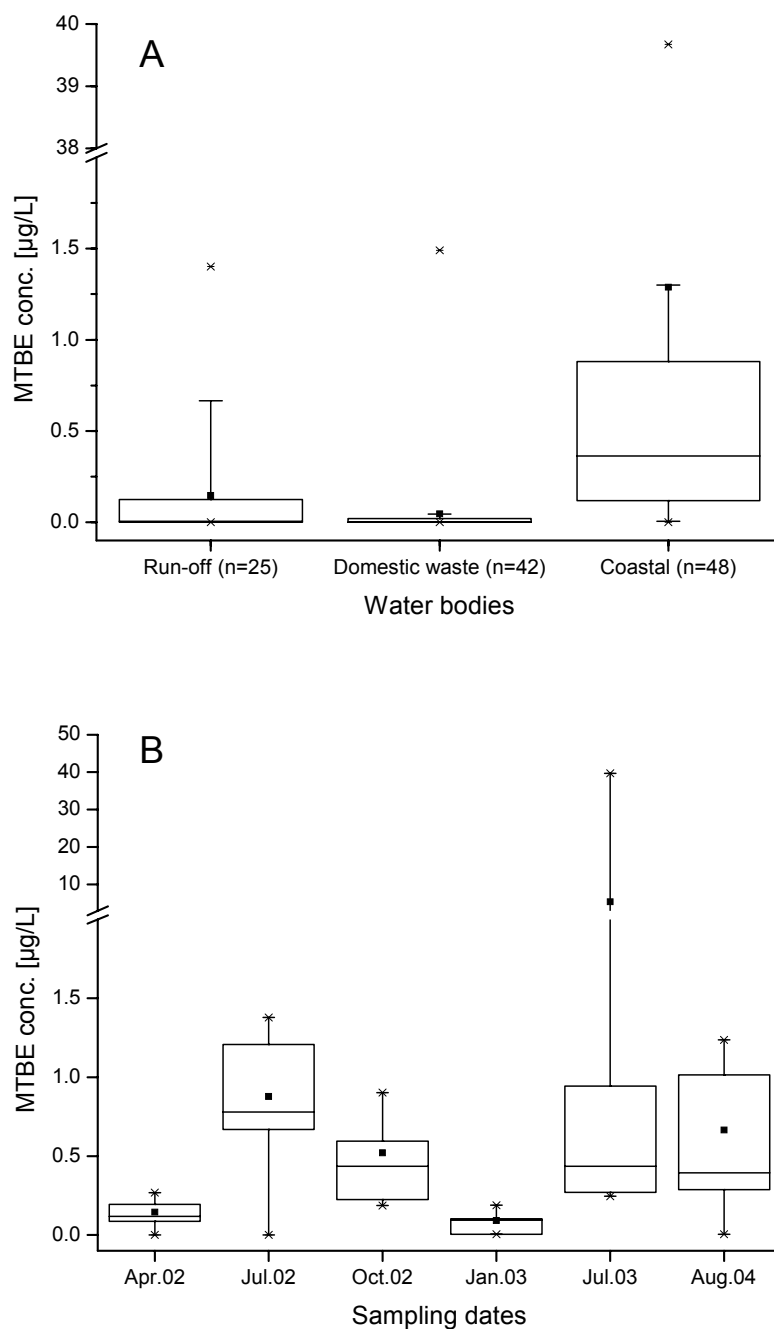 A
40
39
38
1.5
1.0
0.5
0.0
MTBE conc. [µg/L]
Run-off (n=25) Domestic waste (n=42) Coastal (n=48)
Water bodies
B
50
40
30
20
10
1.5
1.0
0.5
0.0
MTBE conc. [µg/L]
Apr.02 Jul.02 Oct.02 Jan.03 Jul.03 Aug.04
Sampling dates